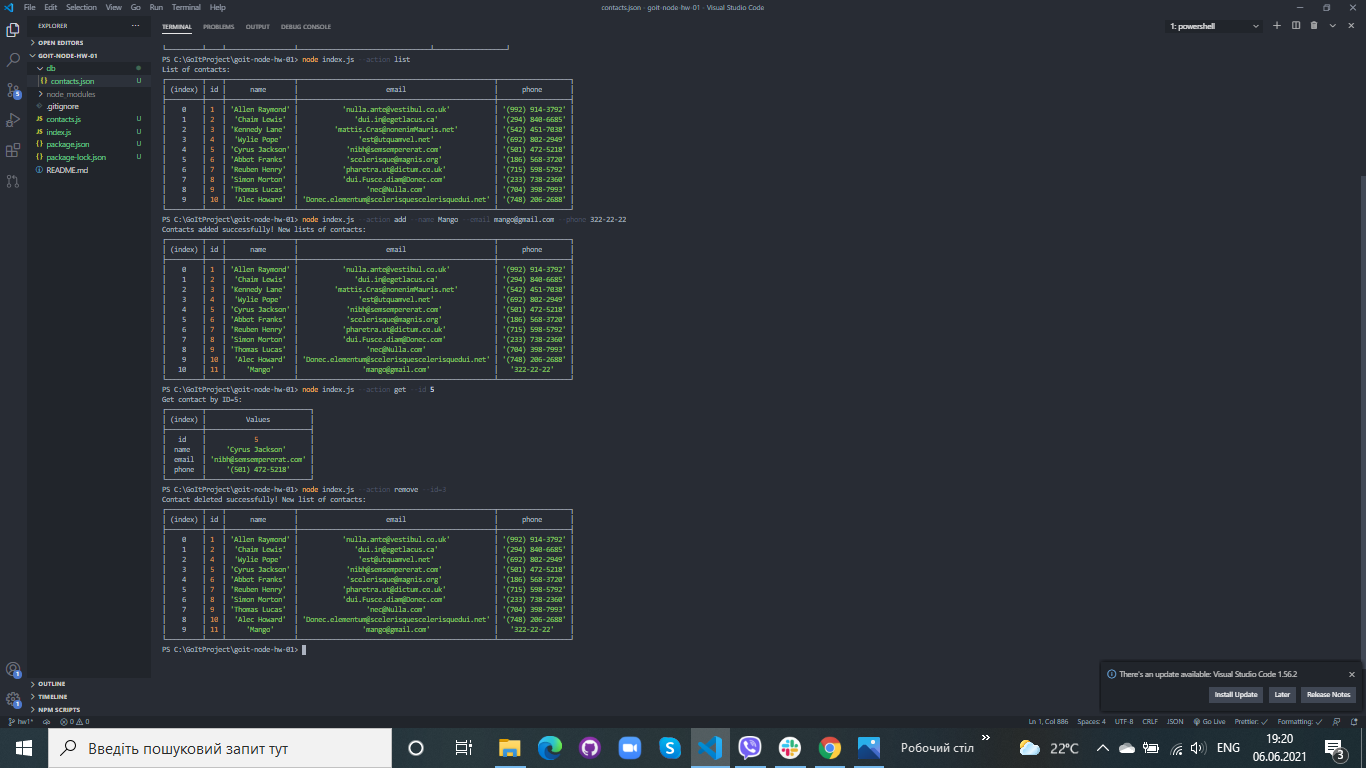 File Edit Selection View Go Run Terminal Help
contacts.json - goit-node-hw-01 - Visual Studio Code
EXPLORER ···
OPEN EDITORS
GOIT-NODE-HW-01
db
{} contacts.json U
node_modules
.gitignore
JS contacts.js U
JS index.js U
{} package.json U
{} package-lock.json U
README.md
OUTLINE
TIMELINE
NPM SCRIPTS
TERMINAL PROBLEMS OUTPUT DEBUG CONSOLE
1: powershell
PS C:\GoItProject\goit-node-hw-01> node index.js --action list
List of contacts:
(index) id name email phone
0 1 'Allen Raymond' 'nulla.ante@vestibul.co.uk' '(992) 914-3792'
1 2 'Chaim Lewis' 'dui.in@egetlacus.ca' '(294) 840-6685'
2 3 'Kennedy Lane' 'mattis.Cras@nonenimMauris.net' '(542) 451-7038'
3 4 'Wylie Pope' 'est@utquamvel.net' '(692) 802-2949'
4 5 'Cyrus Jackson' 'nibh@semsempererat.com' '(501) 472-5218'
5 6 'Abbot Franks' 'scelerisque@magnis.org' '(186) 568-3720'
6 7 'Reuben Henry' 'pharetra.ut@dictum.co.uk' '(715) 598-5792'
7 8 'Simon Morton' 'dui.Fusce.diam@Donec.com' '(233) 738-2360'
8 9 'Thomas Lucas' 'nec@Nulla.com' '(704) 398-7993'
9 10 'Alec Howard' 'Donec.elementum@scelerisquescelerisquedui.net' '(748) 206-2688'
PS C:\GoItProject\goit-node-hw-01> node index.js --action add --name Mango --email mango@gmail.com --phone 322-22-22
Contacts added successfully! New lists of contacts:
(index) id name email phone
0 1 'Allen Raymond' 'nulla.ante@vestibul.co.uk' '(992) 914-3792'
1 2 'Chaim Lewis' 'dui.in@egetlacus.ca' '(294) 840-6685'
2 3 'Kennedy Lane' 'mattis.Cras@nonenimMauris.net' '(542) 451-7038'
3 4 'Wylie Pope' 'est@utquamvel.net' '(692) 802-2949'
4 5 'Cyrus Jackson' 'nibh@semsempererat.com' '(501) 472-5218'
5 6 'Abbot Franks' 'scelerisque@magnis.org' '(186) 568-3720'
6 7 'Reuben Henry' 'pharetra.ut@dictum.co.uk' '(715) 598-5792'
7 8 'Simon Morton' 'dui.Fusce.diam@Donec.com' '(233) 738-2360'
8 9 'Thomas Lucas' 'nec@Nulla.com' '(704) 398-7993'
9 10 'Alec Howard' 'Donec.elementum@scelerisquescelerisquedui.net' '(748) 206-2688'
10 11 'Mango' 'mango@gmail.com' '322-22-22'
PS C:\GoItProject\goit-node-hw-01> node index.js --action get --id 5
Get contact by ID=5:
(index) Values
id 5
name 'Cyrus Jackson'
email 'nibh@semsempererat.com'
phone '(501) 472-5218'
PS C:\GoItProject\goit-node-hw-01> node index.js --action remove --id=3
Contact deleted successfully! New list of contacts:
(index) id name email phone
0 1 'Allen Raymond' 'nulla.ante@vestibul.co.uk' '(992) 914-3792'
1 2 'Chaim Lewis' 'dui.in@egetlacus.ca' '(294) 840-6685'
2 4 'Wylie Pope' 'est@utquamvel.net' '(692) 802-2949'
3 5 'Cyrus Jackson' 'nibh@semsempererat.com' '(501) 472-5218'
4 6 'Abbot Franks' 'scelerisque@magnis.org' '(186) 568-3720'
5 7 'Reuben Henry' 'pharetra.ut@dictum.co.uk' '(715) 598-5792'
6 8 'Simon Morton' 'dui.Fusce.diam@Donec.com' '(233) 738-2360'
7 9 'Thomas Lucas' 'nec@Nulla.com' '(704) 398-7993'
8 10 'Alec Howard' 'Donec.elementum@scelerisquescelerisquedui.net' '(748) 206-2688'
9 11 'Mango' 'mango@gmail.com' '322-22-22'
PS C:\GoItProject\goit-node-hw-01>
There's an update available: Visual Studio Code 1.56.2
Install Update Later Release Notes
5
1
1
hw1* 0 0
Ln 1, Col 886 Spaces: 4 UTF-8 CRLF JSON Go Live Prettier: ✓ Formatting: ✓
Введіть пошуковий запит тут
Робочий стіл
22°C
ENG
19:20
06.06.2021
3